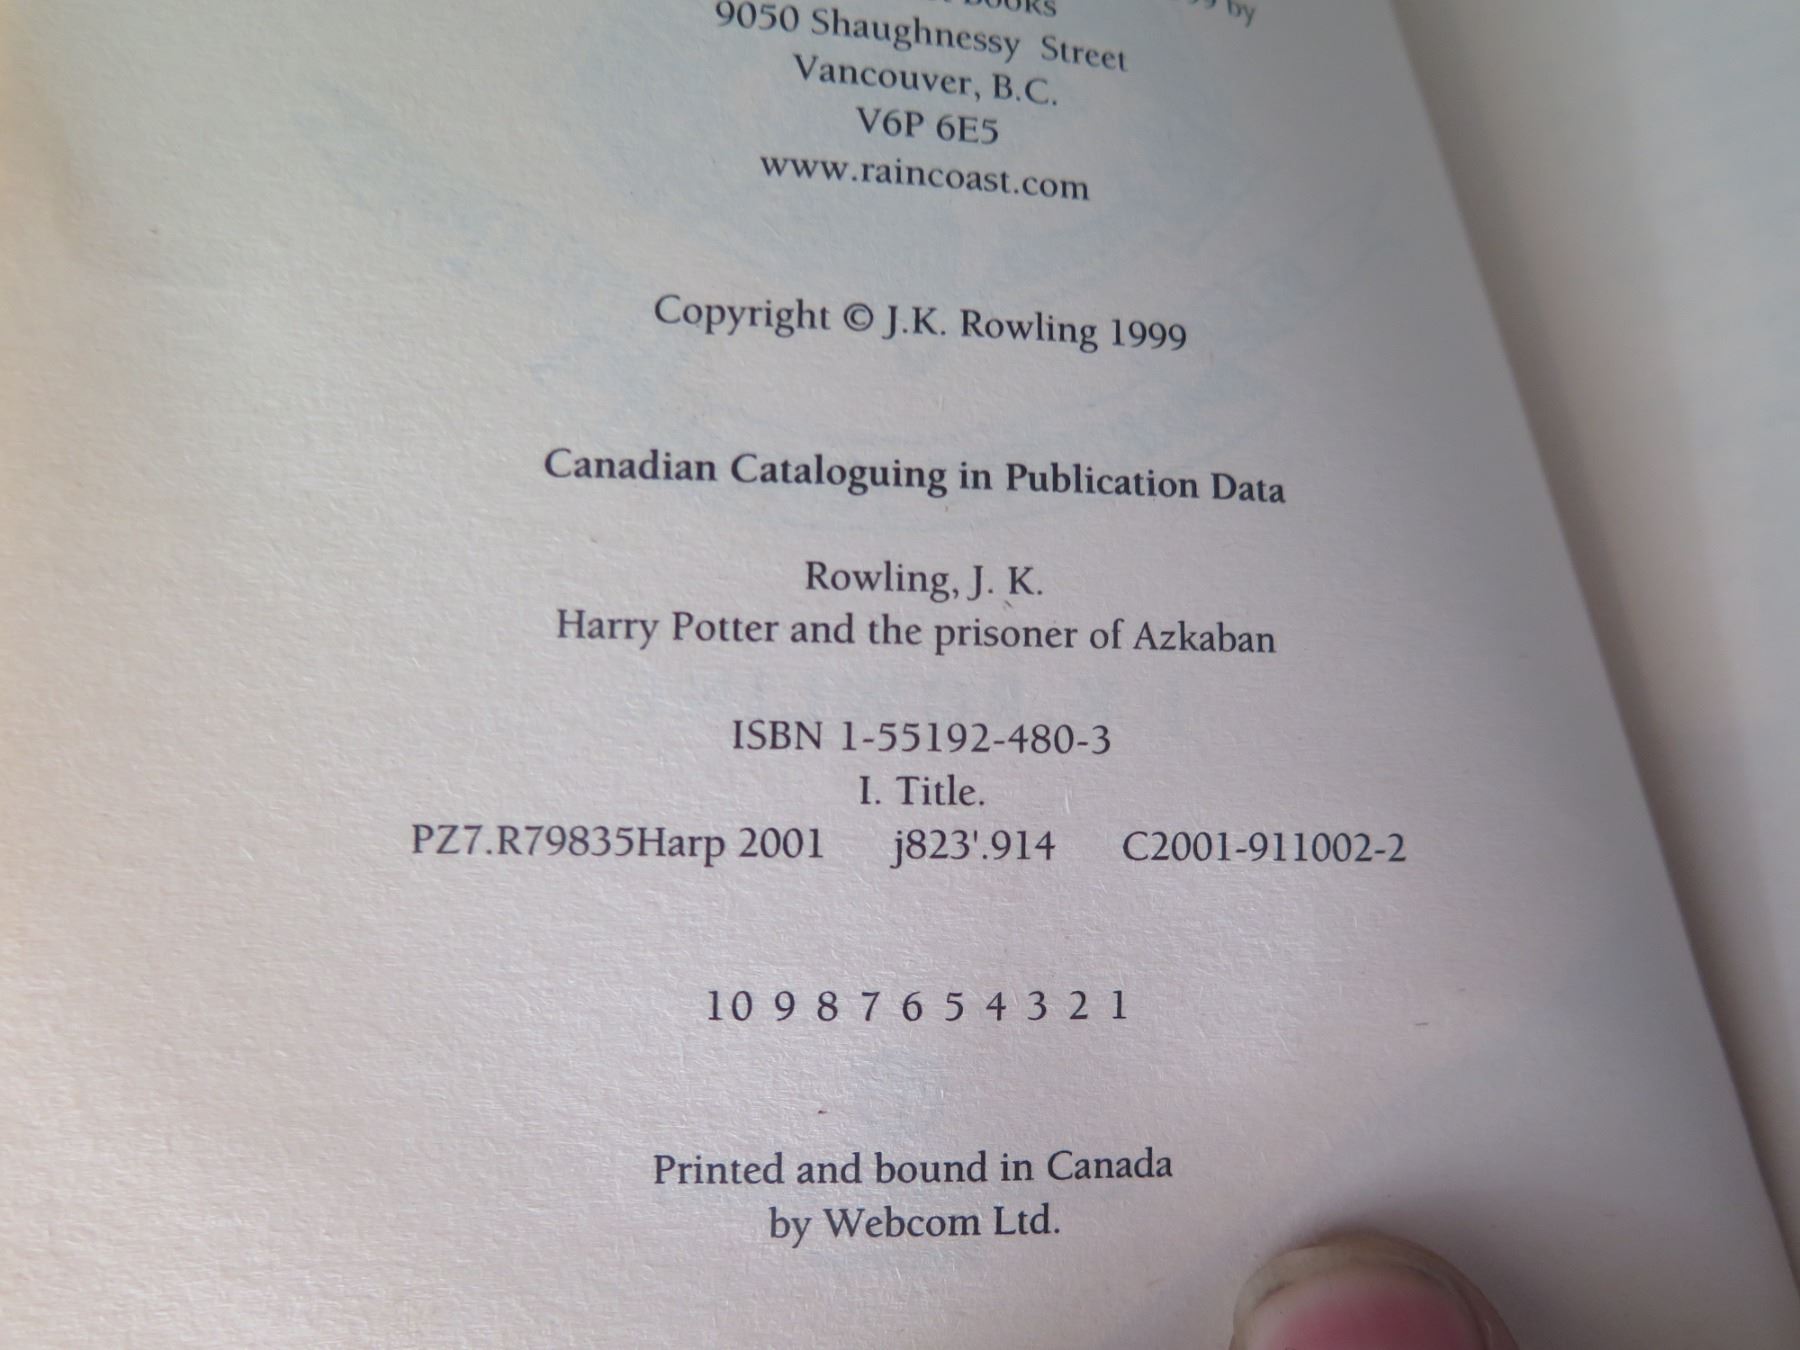 Books
9 by
9050 Shaughnessy Street
Vancouver, B.C.
V6P 6E5
www.raincoast.com
Copyright © J.K. Rowling 1999
Canadian Cataloguing in Publication Data
Rowling, J. K.
Harry Potter and the prisoner of Azkaban
ISBN 1-55192-480-3
I. Title.
PZ7.R79835Harp 2001 j823'.914 C2001-911002-2
10 9 8 7 6 5 4 3 2 1
Printed and bound in Canada
by Webcom Ltd.